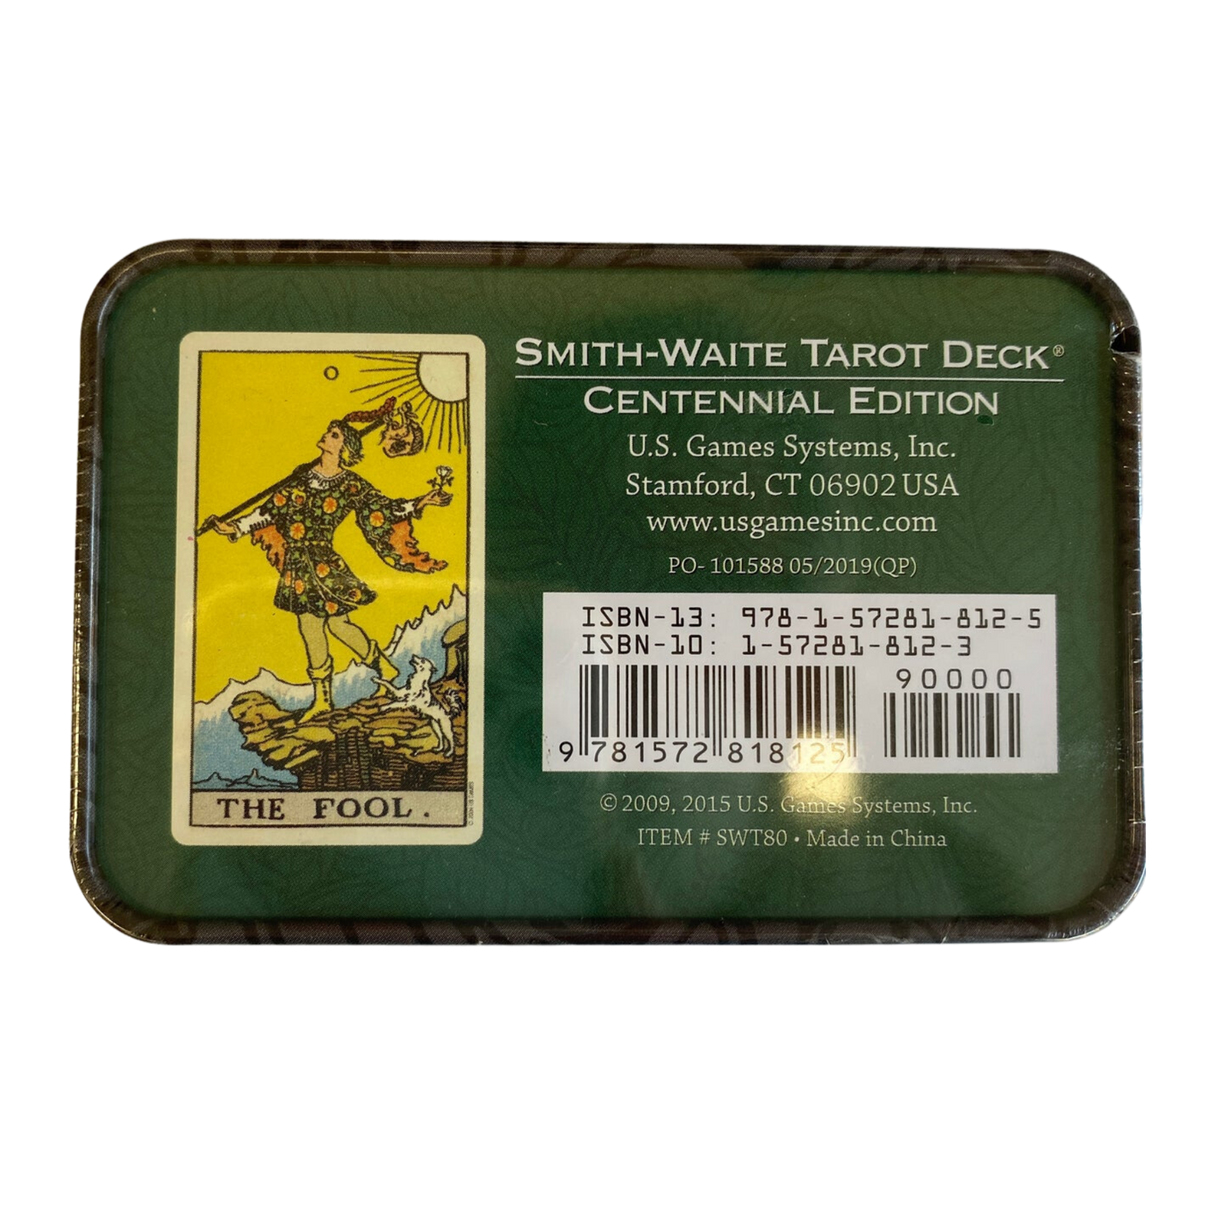 0
THE FOOL.
SMITH-WAITE TAROT DECK®
CENTENNIAL EDITION
U.S. Games Systems, Inc.
Stamford, CT 06902 USA
www.usgamesinc.com
PO- 101588 05/2019(QP)
ISBN-13: 978-1-57281-812-5
ISBN-10: 1-57281-812-3
90000
9 781572 818125
© 2009, 2015 U.S. Games Systems, Inc.
ITEM # SWT80 • Made in China